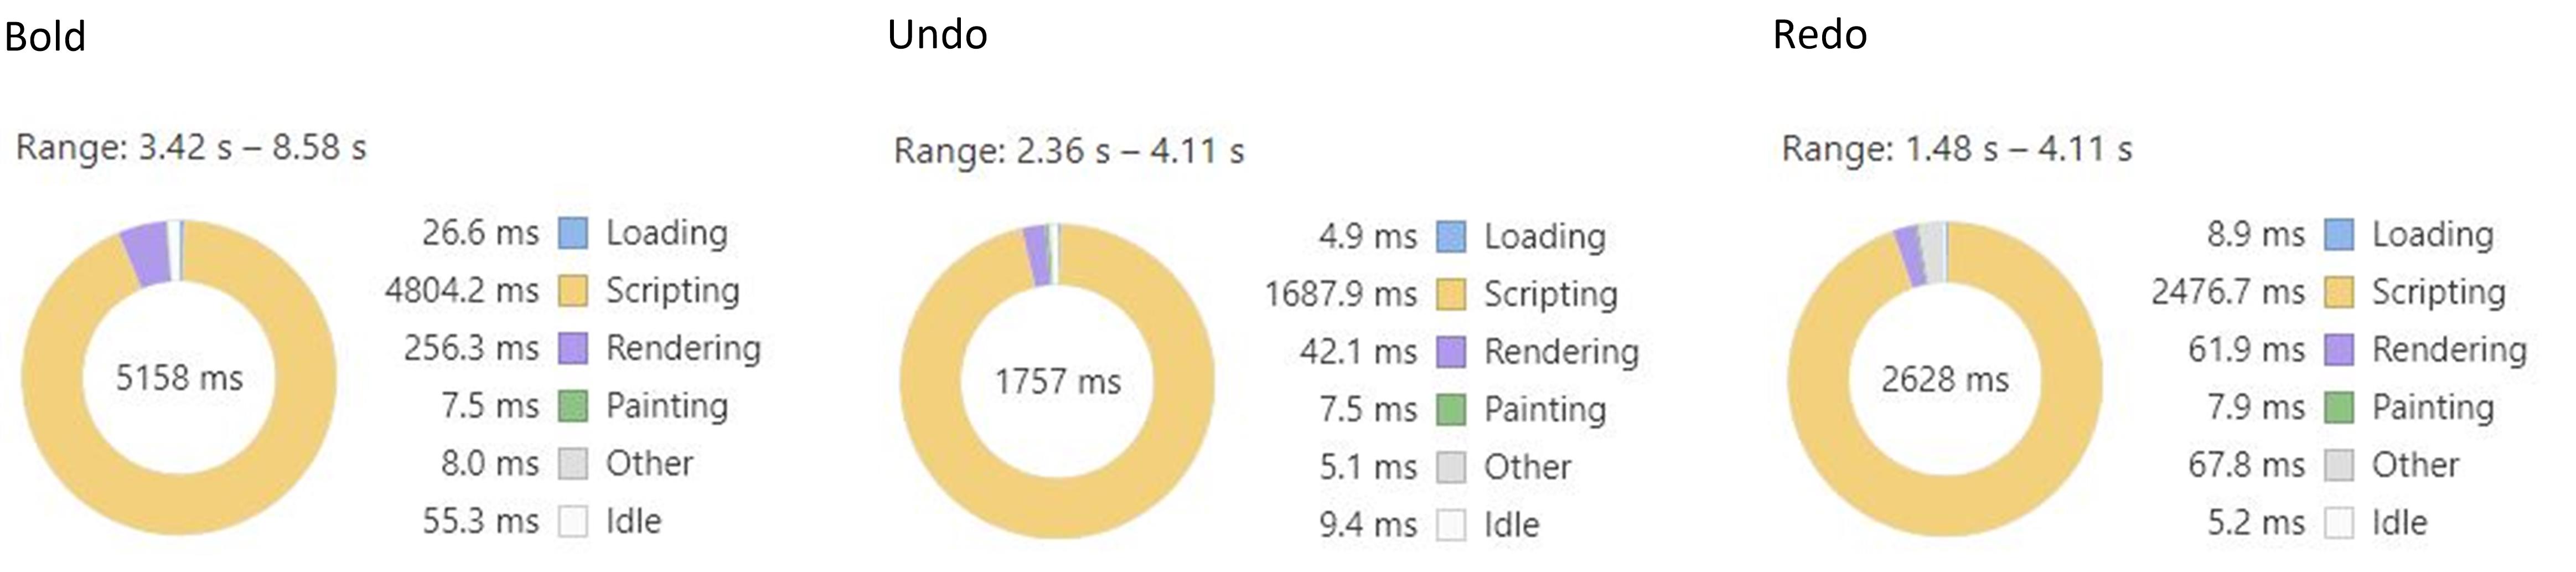 Bold
Range: 3.42 s – 8.58 s
5158 ms
26.6 ms Loading
4804.2 ms Scripting
256.3 ms Rendering
7.5 ms Painting
8.0 ms Other
55.3 ms Idle
Undo
Range: 2.36 s – 4.11 s
1757 ms
4.9 ms Loading
1687.9 ms Scripting
42.1 ms Rendering
7.5 ms Painting
5.1 ms Other
9.4 ms Idle
Redo
Range: 1.48 s – 4.11 s
2628 ms
8.9 ms Loading
2476.7 ms Scripting
61.9 ms Rendering
7.9 ms Painting
67.8 ms Other
5.2 ms Idle